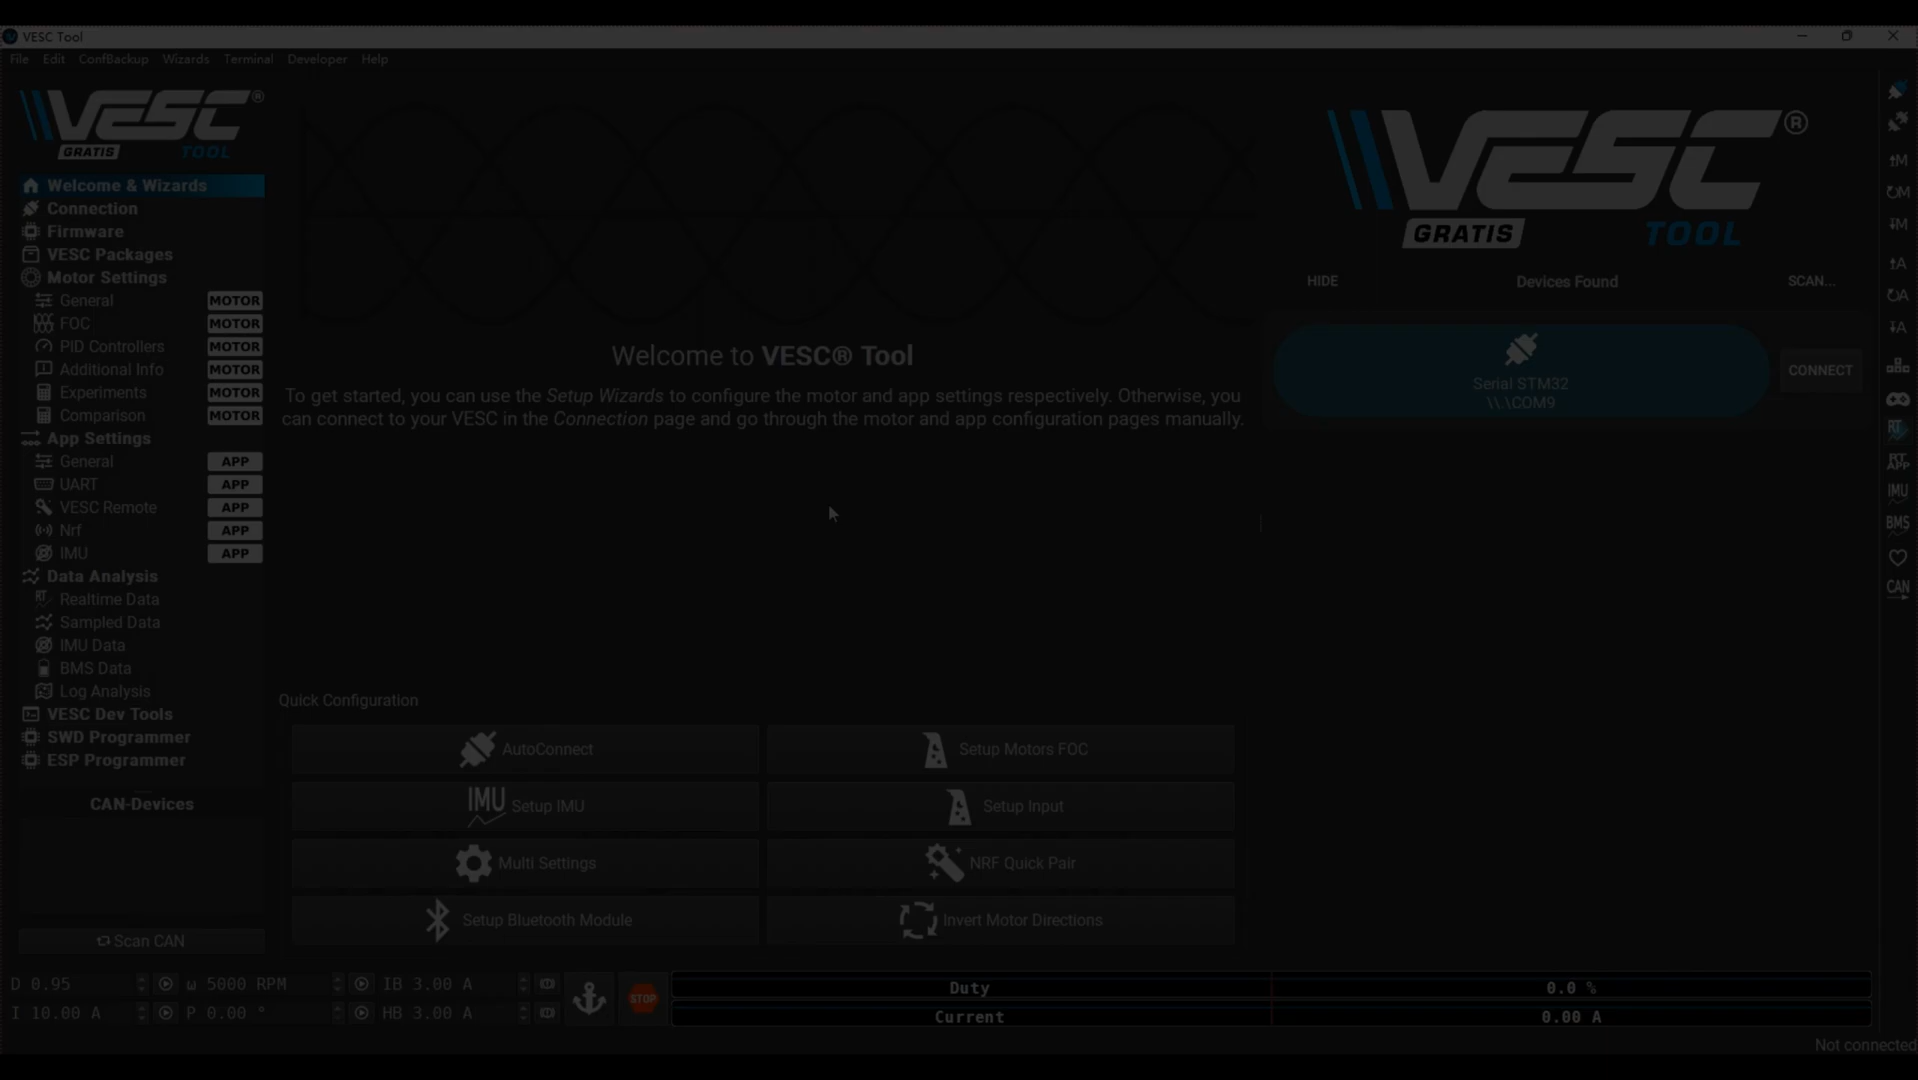 VESC Tool
File Edit ConfBackup Wizards Terminal Developer Help
VESC®
GRATIS TOOL
Welcome & Wizards
Connection
Firmware
VESC Packages
Motor Settings
General MOTOR
FOC MOTOR
PID Controllers MOTOR
Additional Info MOTOR
Experiments MOTOR
Comparison MOTOR
App Settings
General APP
UART APP
VESC Remote APP
Nrf APP
IMU APP
Data Analysis
RT Realtime Data
Sampled Data
IMU Data
BMS Data
Log Analysis
VESC Dev Tools
SWD Programmer
ESP Programmer
CAN-Devices
Scan CAN
Welcome to VESC® Tool
To get started, you can use the Setup Wizards to configure the motor and app settings respectively. Otherwise, you
can connect to your VESC in the Connection page and go through the motor and app configuration pages manually.
Quick Configuration
AutoConnect
Setup Motors FOC
IMU Setup IMU
Setup Input
Multi Settings
NRF Quick Pair
Setup Bluetooth Module
Invert Motor Directions
VESC®
GRATIS TOOL
HIDE Devices Found SCAN...
Serial STM32
\\.\COM9
CONNECT
M
M
M
A
A
A
RT
RT
APP
IMU
BMS
CAN
D 0.95 ω 5000 RPM IB 3.00 A
I 10.00 A P 0.00 ° HB 3.00 A
STOP
Duty 0.0 %
Current 0.00 A
Not connected